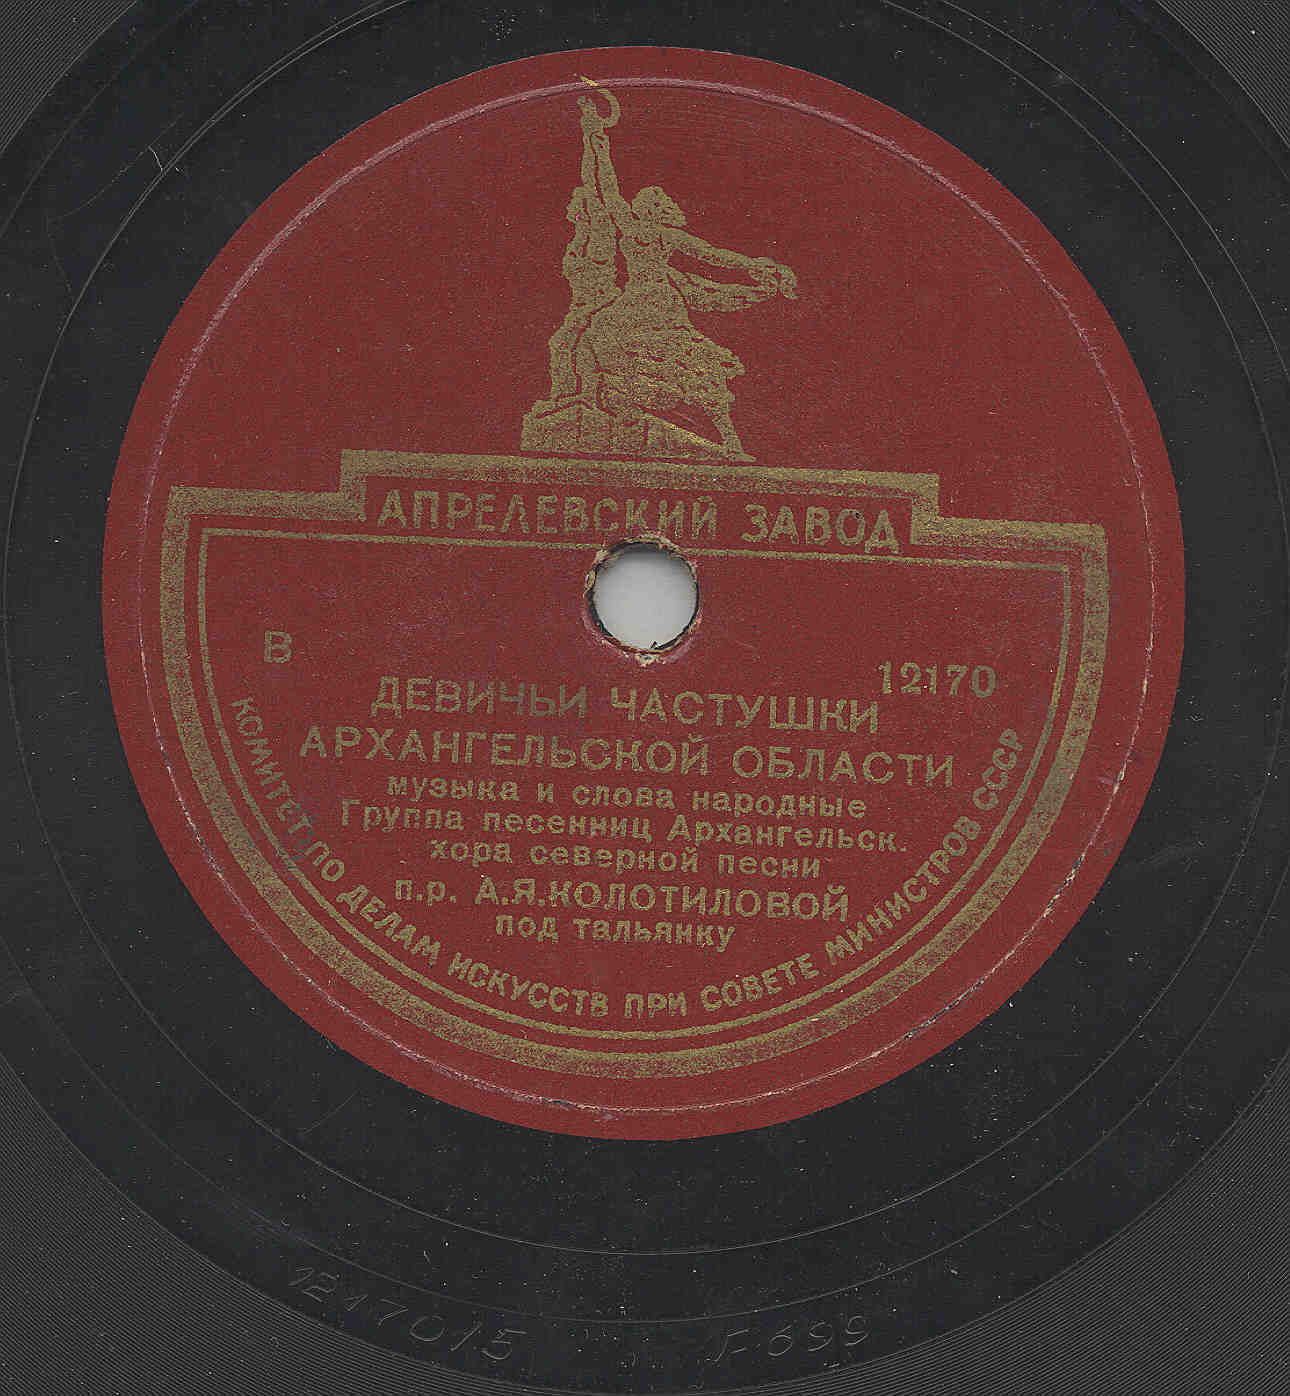 АПРЕЛЕВСКИЙ ЗАВОД
В 12170
ДЕВИЧЬИ ЧАСТУШКИ
АРХАНГЕЛЬСКОЙ ОБЛАСТИ
музыка и слова народные
Группа песенниц Архангельск.
хора северной песни
п.р. А.Я.КОЛОТИЛОВОЙ
под тальянку
КОМИТЕТ ПО ДЕЛАМ ИСКУССТВ ПРИ СОВЕТЕ МИНИСТРОВ СССР